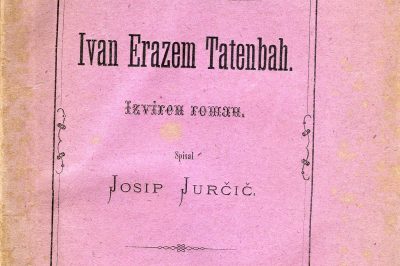 Ivan Erazem Tatenbah.
Izviren roman.
Spisal
JOSIP JURČIČ.